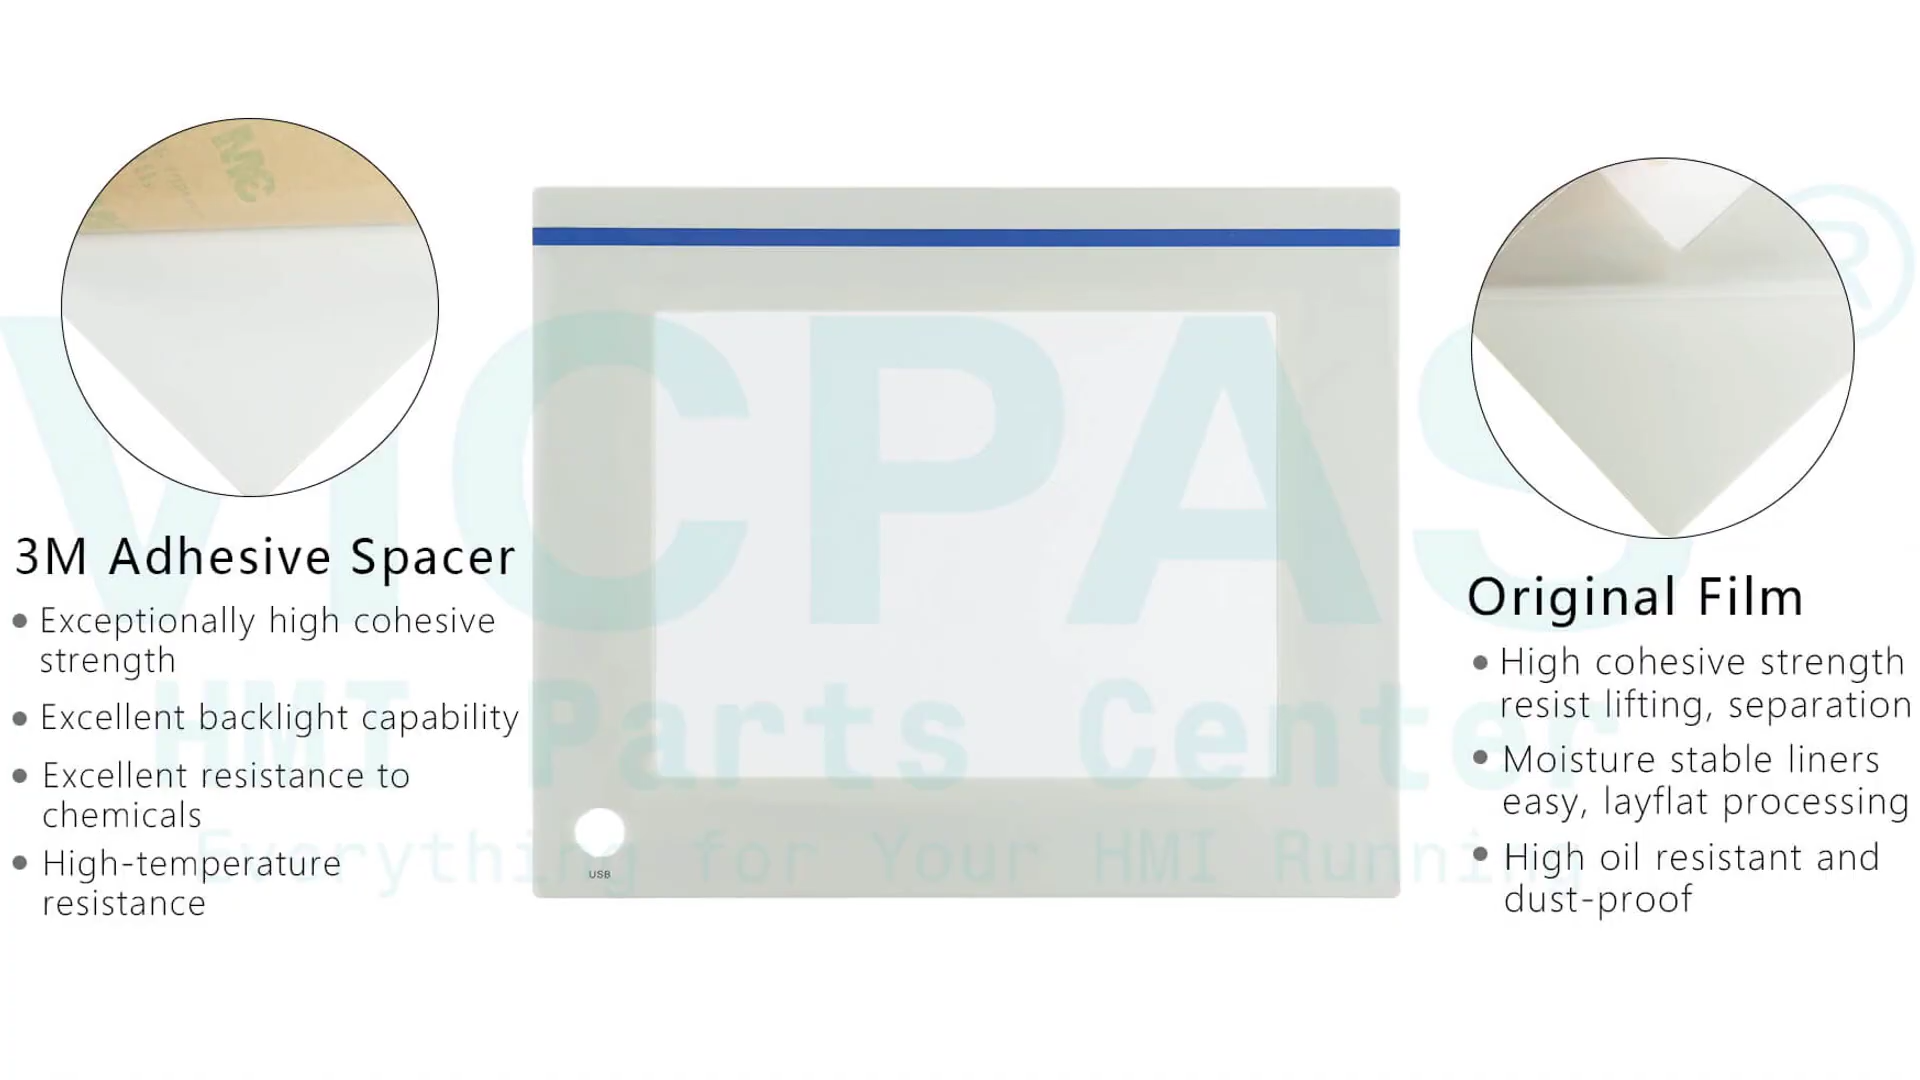 3M
3M Adhesive Spacer
Exceptionally high cohesive
strength
Excellent backlight capability
Excellent resistance to
chemicals
High-temperature
resistance
USB
Original Film
High cohesive strength
resist lifting, separation
Moisture stable liners
easy, layflat processing
High oil resistant and
dust-proof
VICPAS®
HMI Parts Center
Everything for Your HMI Running